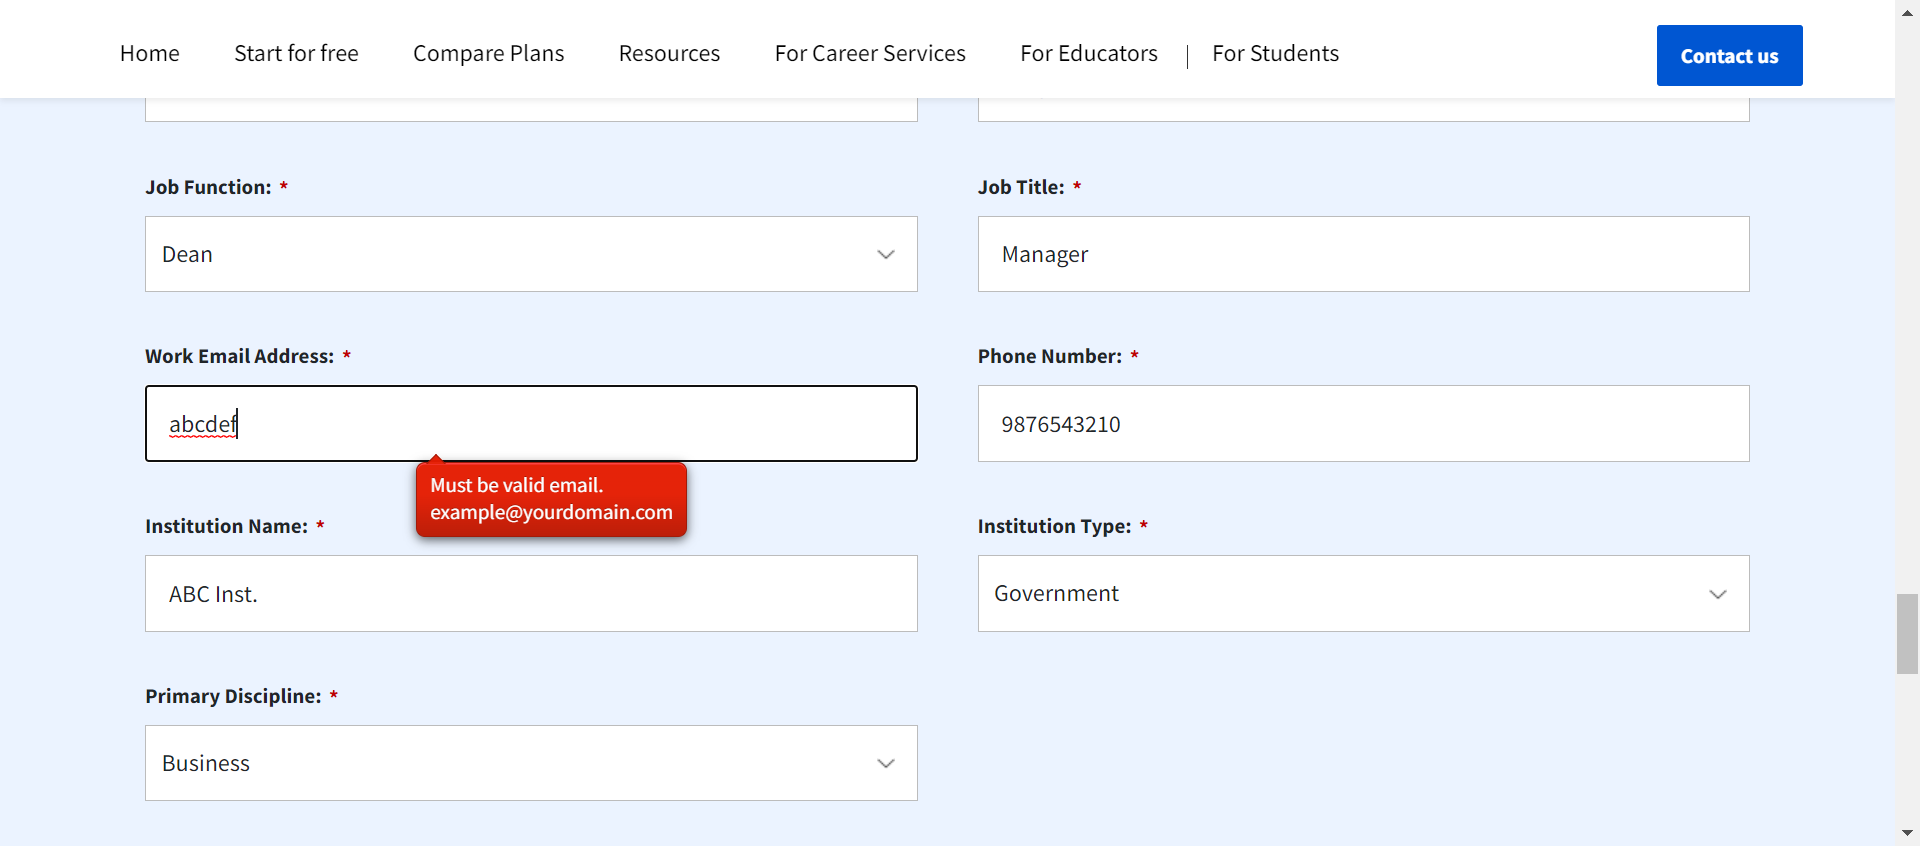 Home Start for free Compare Plans Resources For Career Services For Educators | For Students Contact us
Job Function: * Job Title: *
Dean Manager
Work Email Address: * Phone Number: *
abcdef 9876543210
Must be valid email.
example@yourdomain.com
Institution Name: * Institution Type: *
ABC Inst. Government
Primary Discipline: *
Business